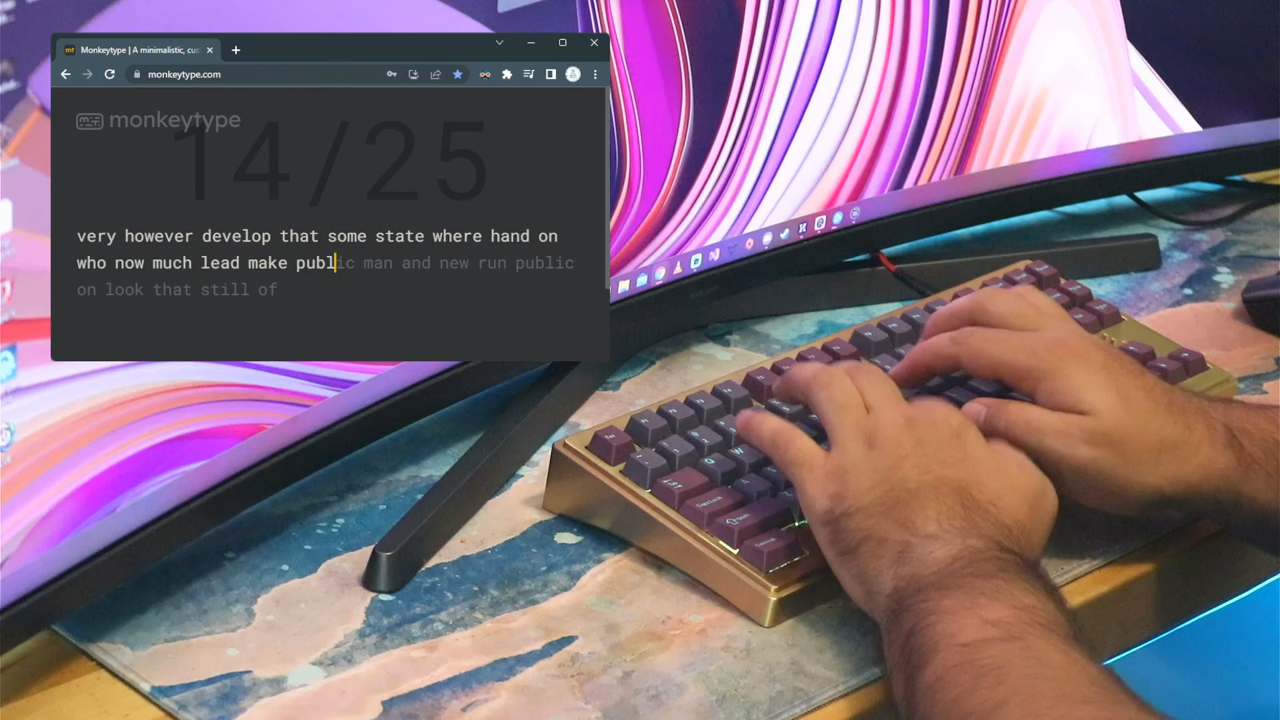 Monkeytype | A minimalistic, cus
monkeytype.com
monkeytype
14/25
very however develop that some state where hand on
who now much lead make public man and new run public
on look that still of